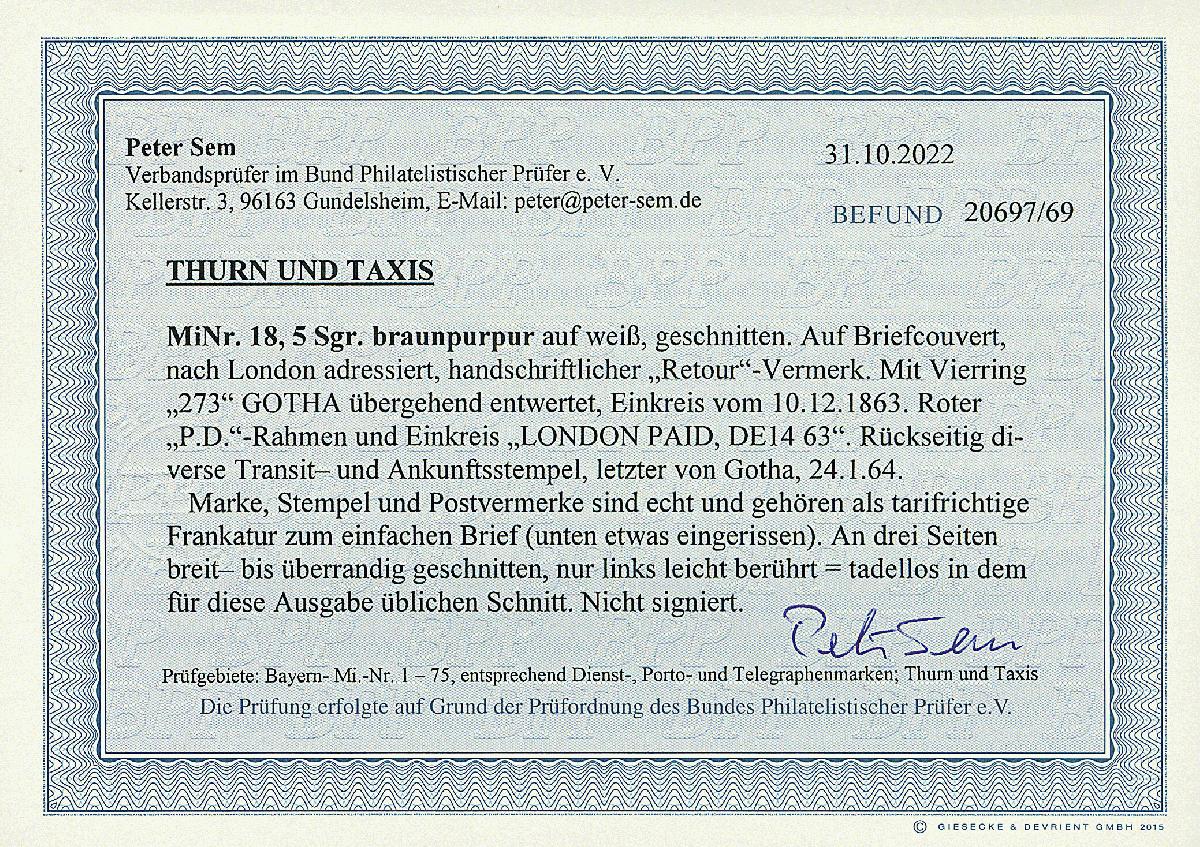 Peter Sem
Verbandsprüfer im Bund Philatelistischer Prüfer e. V.
Kellerstr. 3, 96163 Gundelsheim, E-Mail: peter@peter-sem.de
31.10.2022
BEFUND 20697/69
THURN UND TAXIS
MiNr. 18, 5 Sgr. braunpurpur auf weiß, geschnitten. Auf Briefcouvert,
nach London adressiert, handschriftlicher „Retour“-Vermerk. Mit Vierring
„273“ GOTHA übergehend entwertet, Einkreis vom 10.12.1863. Roter
„P.D.“-Rahmen und Einkreis „LONDON PAID, DE14 63“. Rückseitig di-
verse Transit– und Ankunftsstempel, letzter von Gotha, 24.1.64.
Marke, Stempel und Postvermerke sind echt und gehören als tarifrichtige
Frankatur zum einfachen Brief (unten etwas eingerissen). An drei Seiten
breit– bis überrandig geschnitten, nur links leicht berührt = tadellos in dem
für diese Ausgabe üblichen Schnitt. Nicht signiert.
Peter Sem
Prüfgebiete: Bayern- Mi.-Nr. 1 – 75, entsprechend Dienst-, Porto- und Telegraphenmarken; Thurn und Taxis
Die Prüfung erfolgte auf Grund der Prüfordnung des Bundes Philatelistischer Prüfer e.V.
© GIESECKE & DEVRIENT GMBH 2015